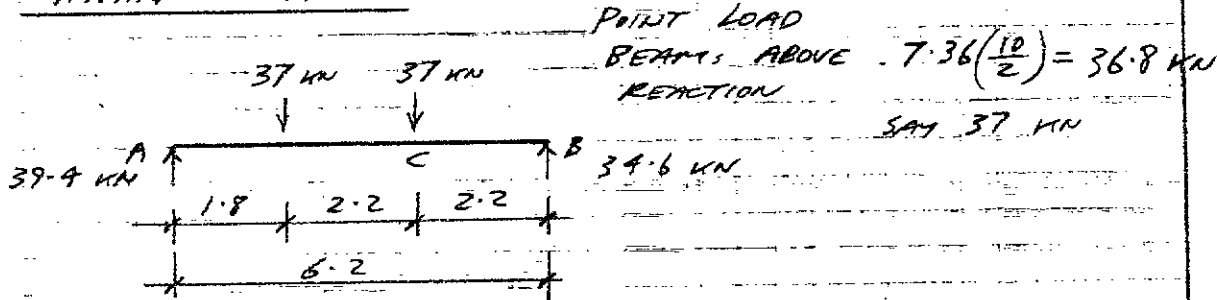 POINT LOAD
BEAMS ABOVE . 7.36(10/2) = 36.8 KN
REACTION
SAY 37 KN
37 KN 37 KN
A C B
39.4 KN 34.6 KN
1.8 2.2 2.2
6.2